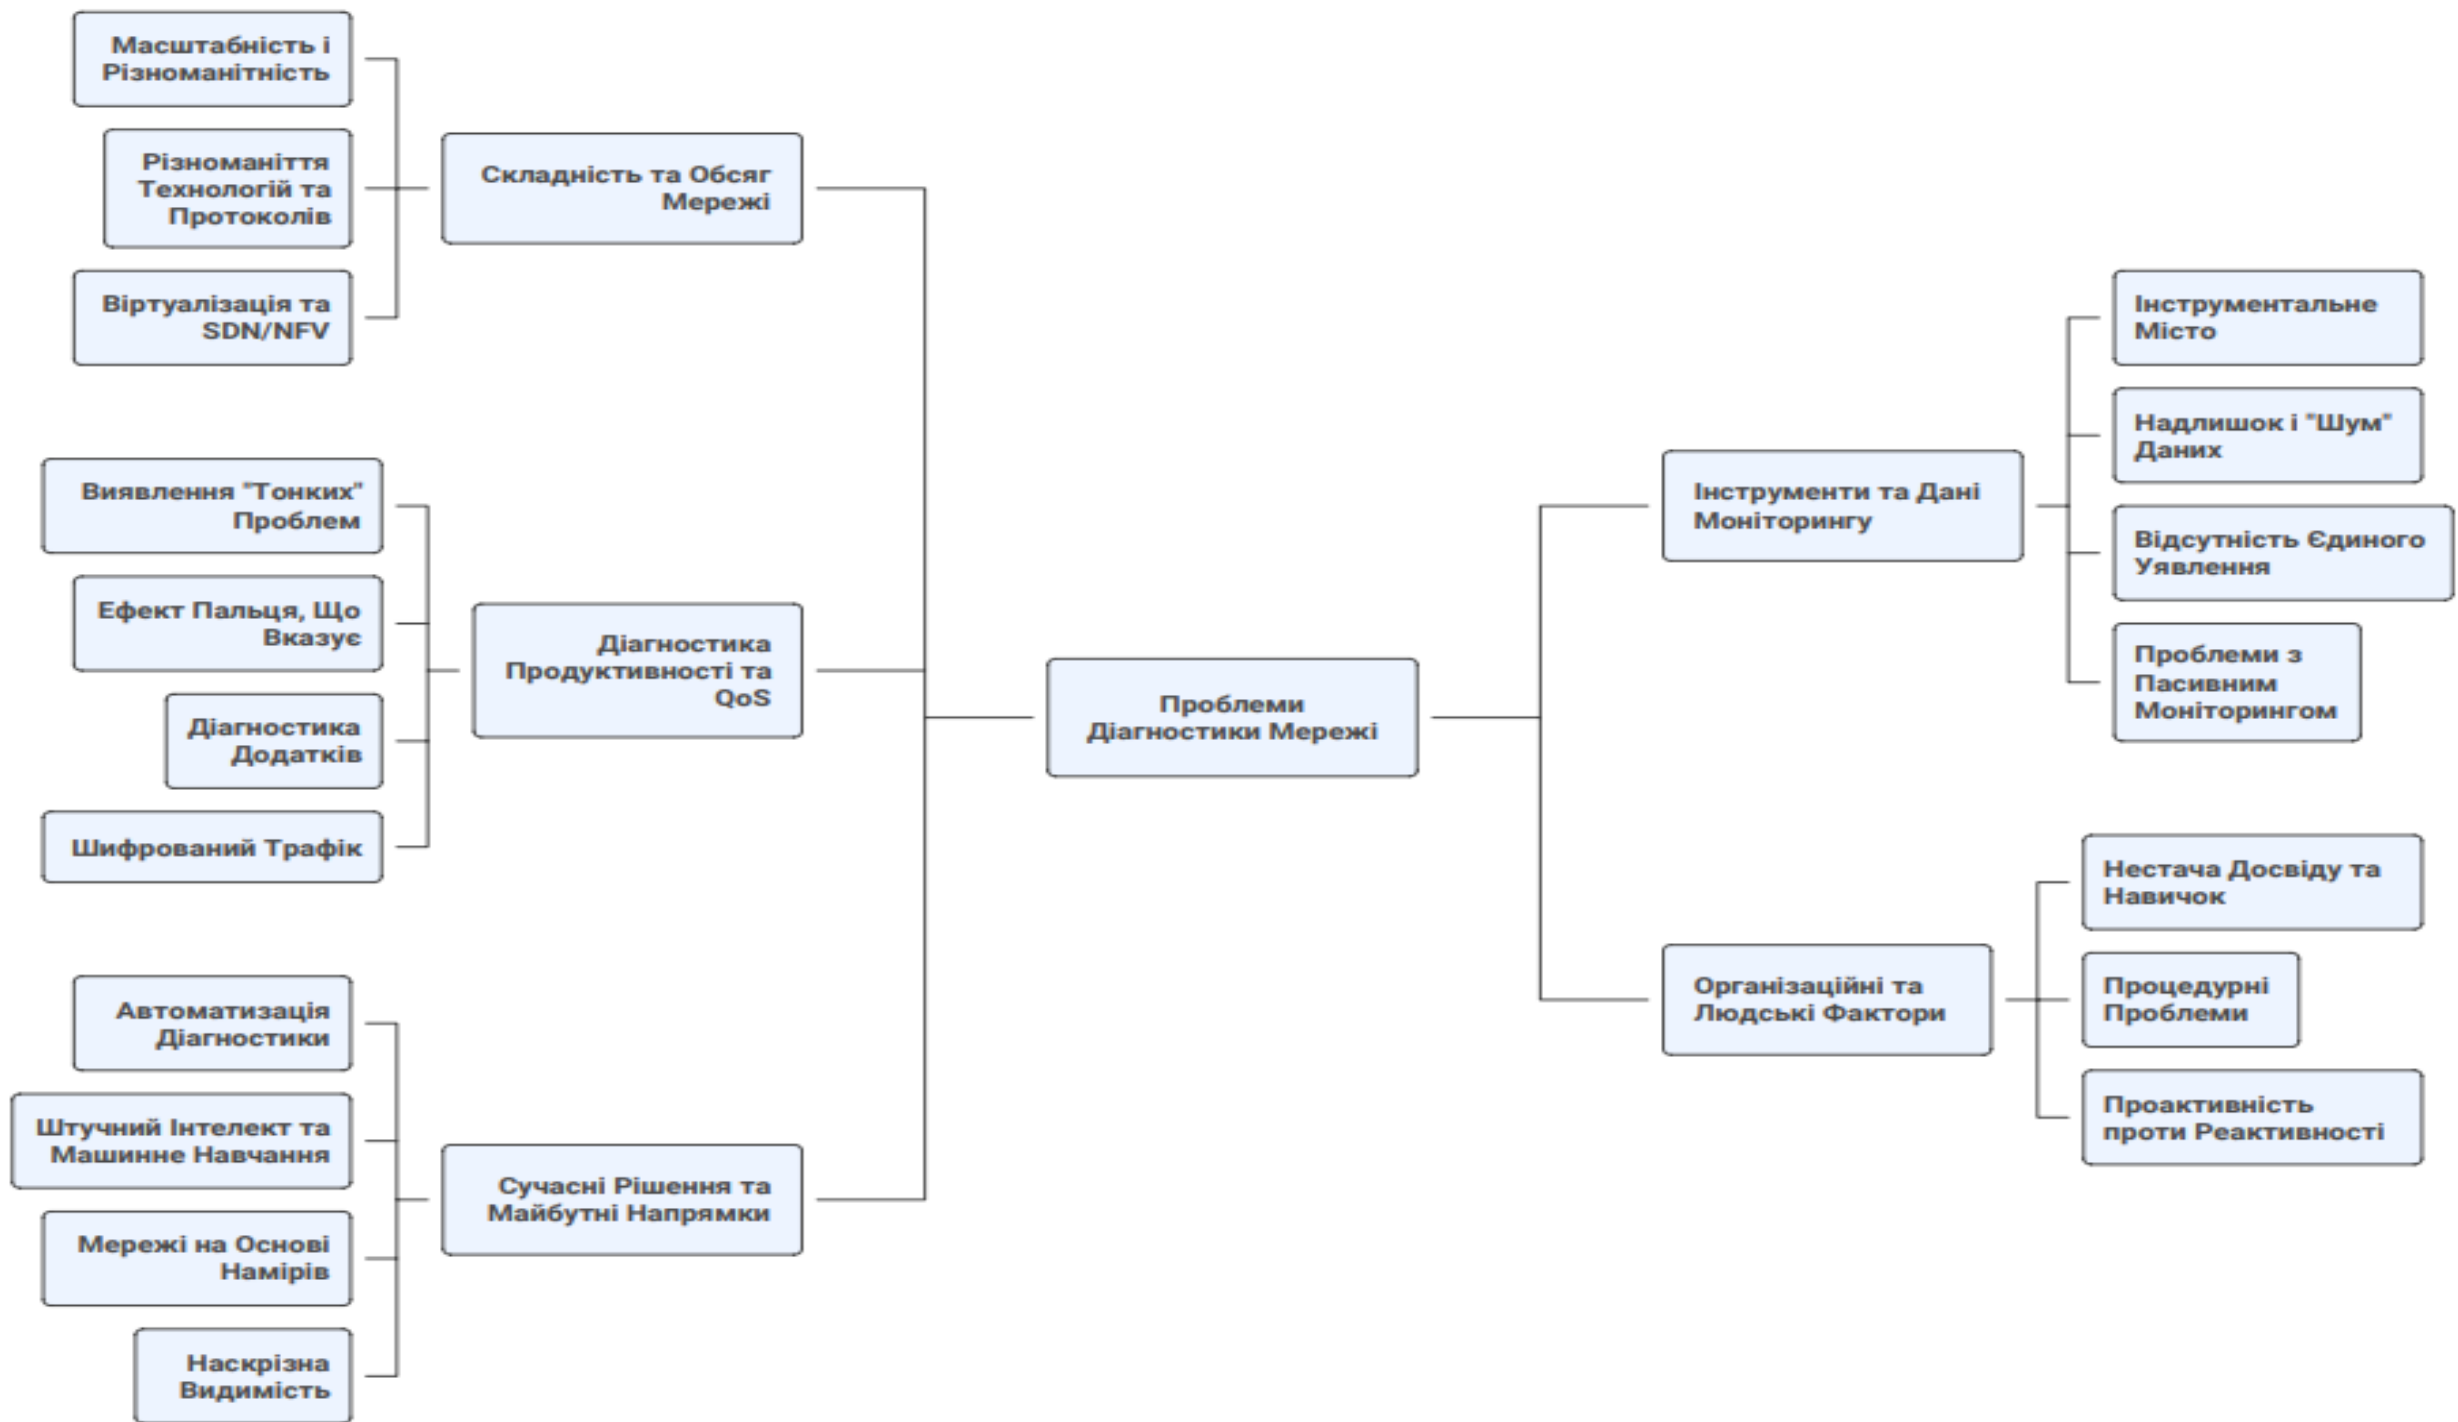 Масштабність і
Різноманітність
Різноманіття
Технологій та
Протоколів
Віртуалізація та
SDN/NFV
Складність та Обсяг
Мережі
Виявлення "Тонких"
Проблем
Ефект Пальця, Що
Вказує
Діагностика
Додатків
Шифрований Трафік
Діагностика
Продуктивності та
QoS
Автоматизація
Діагностики
Штучний Інтелект та
Машинне Навчання
Мережі на Основі
Намірів
Наскрізна
Видимість
Сучасні Рішення та
Майбутні Напрямки
Проблеми
Діагностики Мережі
Інструменти та Дані
Моніторингу
Інструментальне
Місто
Надлишок і "Шум"
Даних
Відсутність Єдиного
Уявлення
Проблеми з
Пасивним
Моніторингом
Організаційні та
Людські Фактори
Нестача Досвіду та
Навичок
Процедурні
Проблеми
Проактивність
проти Реактивності